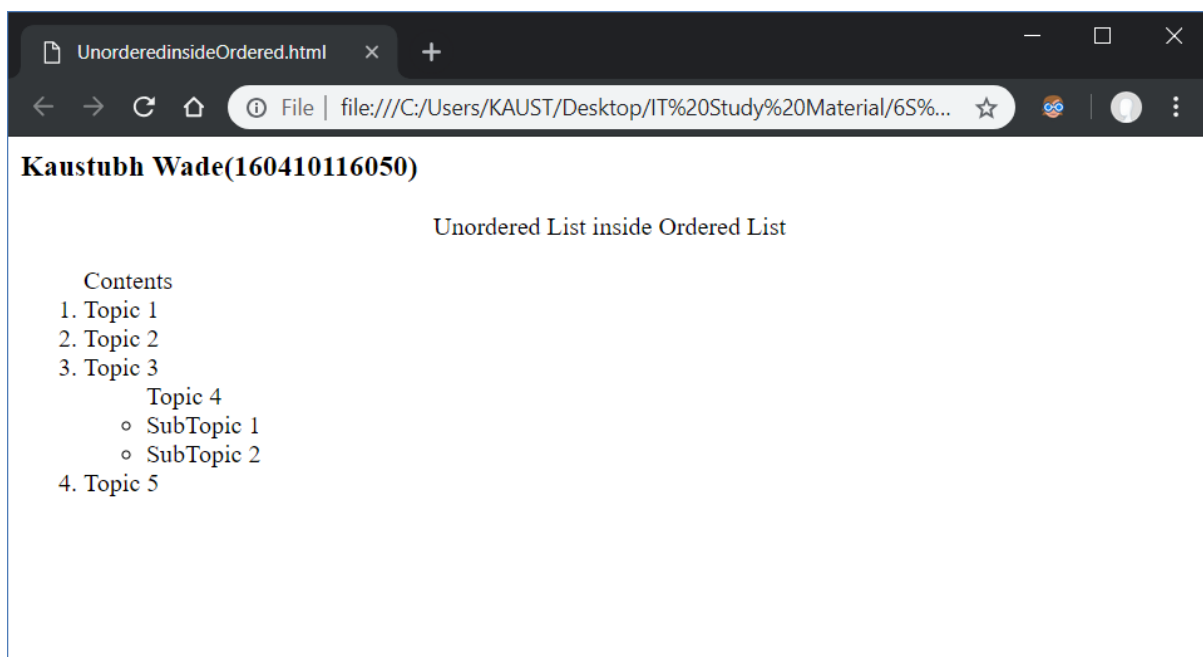 UnorderedinsideOrdered.html
File | file:///C:/Users/KAUST/Desktop/IT%20Study%20Material/6S%...
Kaustubh Wade(160410116050)
Unordered List inside Ordered List
Contents
1. Topic 1
2. Topic 2
3. Topic 3
Topic 4
SubTopic 1
SubTopic 2
4. Topic 5